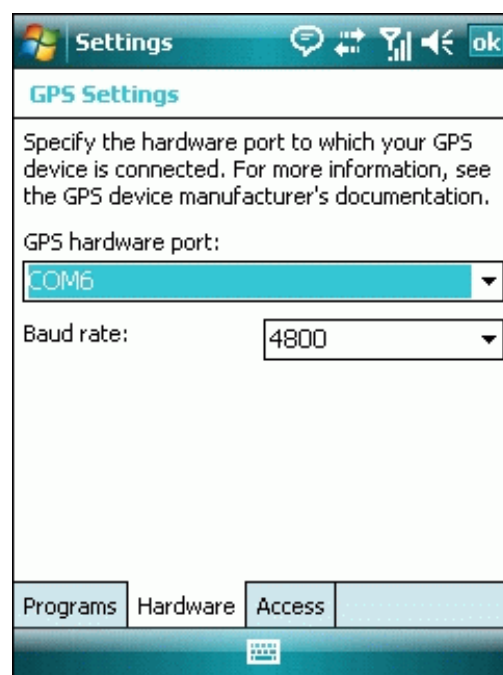 Settings
ok
GPS Settings
Specify the hardware port to which your GPS
device is connected. For more information, see
the GPS device manufacturer's documentation.
GPS hardware port:
COM6
Baud rate:
4800
Programs
Hardware
Access